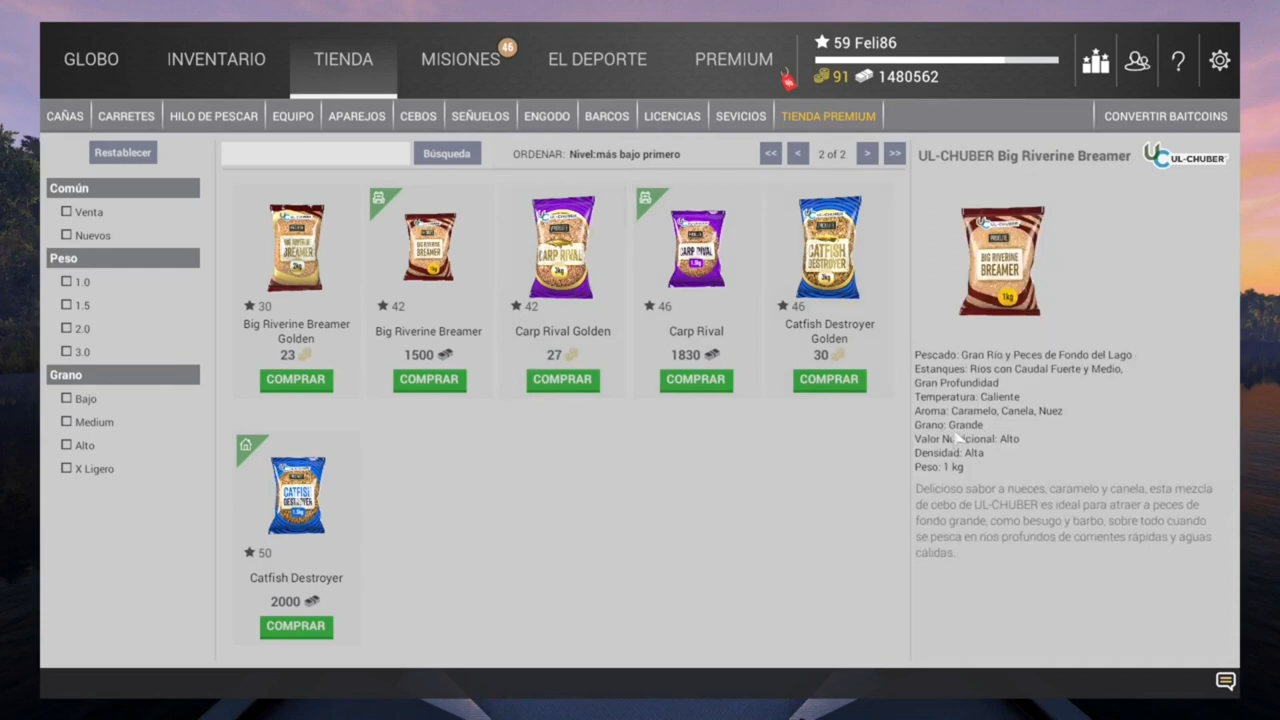 GLOBO INVENTARIO TIENDA MISIONES 46 EL DEPORTE PREMIUM
59 Feli86
91 1480562
CAÑAS CARRETES HILO DE PESCAR EQUIPO APAREJOS CEBOS SEÑUELOS ENGODO BARCOS LICENCIAS SEVICIOS TIENDA PREMIUM CONVERTIR BAITCOINS
Restablecer
Común
Venta
Nuevos
Peso
1.0
1.5
2.0
3.0
Grano
Bajo
Medium
Alto
X Ligero
Búsqueda ORDENAR: Nivel:más bajo primero << < 2 of 2 > >>
30
Big Riverine Breamer
Golden
23
COMPRAR
42
Big Riverine Breamer
1500
COMPRAR
42
Carp Rival Golden
27
COMPRAR
46
Carp Rival
1830
COMPRAR
46
Catfish Destroyer
Golden
30
COMPRAR
50
Catfish Destroyer
2000
COMPRAR
UL-CHUBER Big Riverine Breamer UL-CHUBER
BIG RIVERINE
BREAMER
1kg
Pescado: Gran Río y Peces de Fondo del Lago
Estanques: Ríos con Caudal Fuerte y Medio,
Gran Profundidad
Temperatura: Caliente
Aroma: Caramelo, Canela, Nuez
Grano: Grande
Valor Nu icional: Alto
Densidad: Alta
Peso: 1 kg
Delicioso sabor a nueces, caramelo y canela, esta mezcla
de cebo de UL-CHUBER es ideal para atraer a peces de
fondo grande, como besugo y barbo, sobre todo cuando
se pesca en ríos profundos de corrientes rápidas y aguas
cálidas.